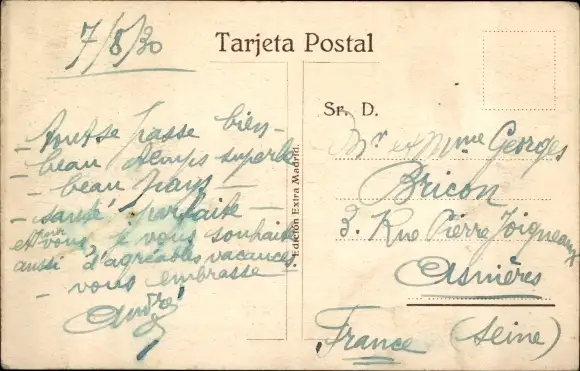 7/8/30
Tarjeta Postal
- tout se passe bien -
- beau temps superbe
- beau pays -
- santé parfaite -
et vous, je vous souhaite
aussi d'agréables vacances
- vous embrasse
André
Edición Extra Madrid.
Sr. D.
Mr et Mme Georges
Bricon
3. Rue Pierre Joigneaux
Asnières
France (Seine)